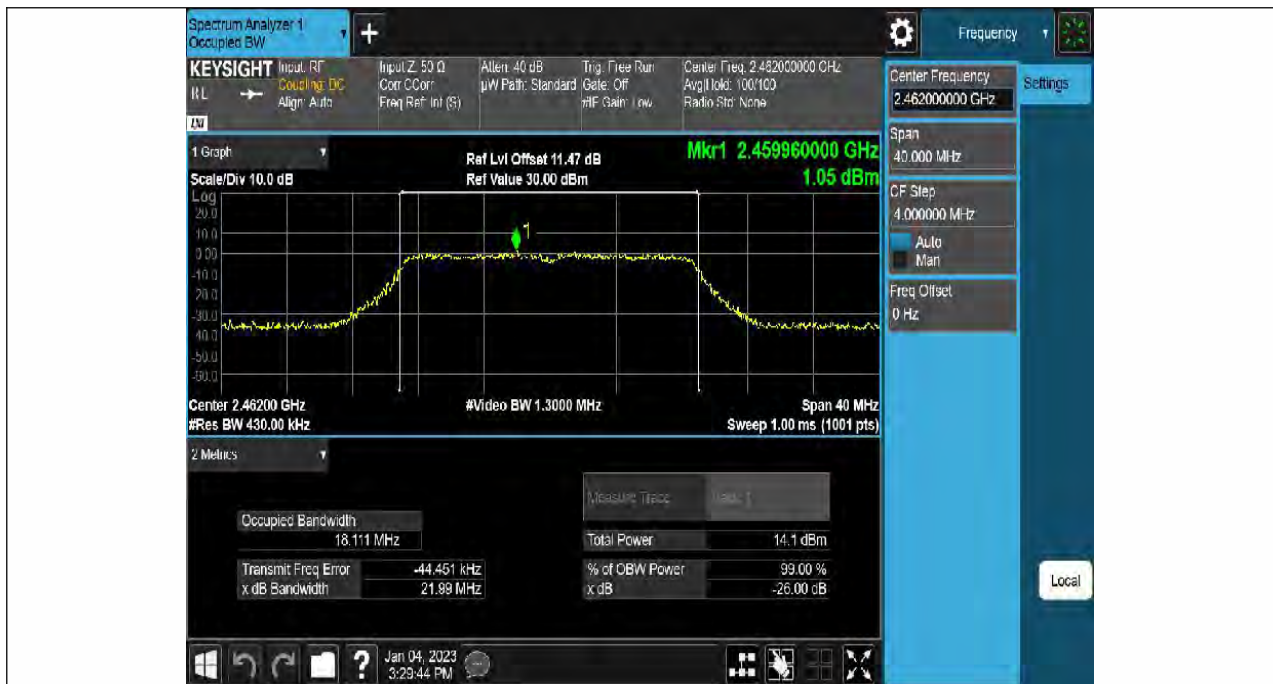 Spectrum Analyzer 1
Occupied BW
+
Frequency
KEYSIGHT
RL
Input: RF
Coupling: DC
Align: Auto
Input Z: 50 Ω
Corr CCorr
Freq Ref: Int (S)
Atten: 40 dB
µW Path: Standard
Trig: Free Run
Gate: Off
#IF Gain: Low
Center Freq: 2.462000000 GHz
Avg|Hold: 100/100
Radio Std: None
Center Frequency
2.462000000 GHz
Settings
Span
40.000 MHz
CF Step
4.000000 MHz
Auto
Man
Freq Offset
0 Hz
1 Graph
Scale/Div 10.0 dB
Ref Lvl Offset 11.47 dB
Ref Value 30.00 dBm
Mkr1 2.459960000 GHz
1.05 dBm
Log
20.0
10.0
0.00
-10.0
-20.0
-30.0
-40.0
-50.0
-60.0
1
Center 2.46200 GHz
#Res BW 430.00 kHz
#Video BW 1.3000 MHz
Span 40 MHz
Sweep 1.00 ms (1001 pts)
2 Metrics
Measure Trace
Trace 1
Occupied Bandwidth
18.111 MHz
Total Power
14.1 dBm
Transmit Freq Error
-44.451 kHz
% of OBW Power
99.00 %
x dB Bandwidth
21.99 MHz
x dB
-26.00 dB
Local
?
Jan 04, 2023
3:29:44 PM